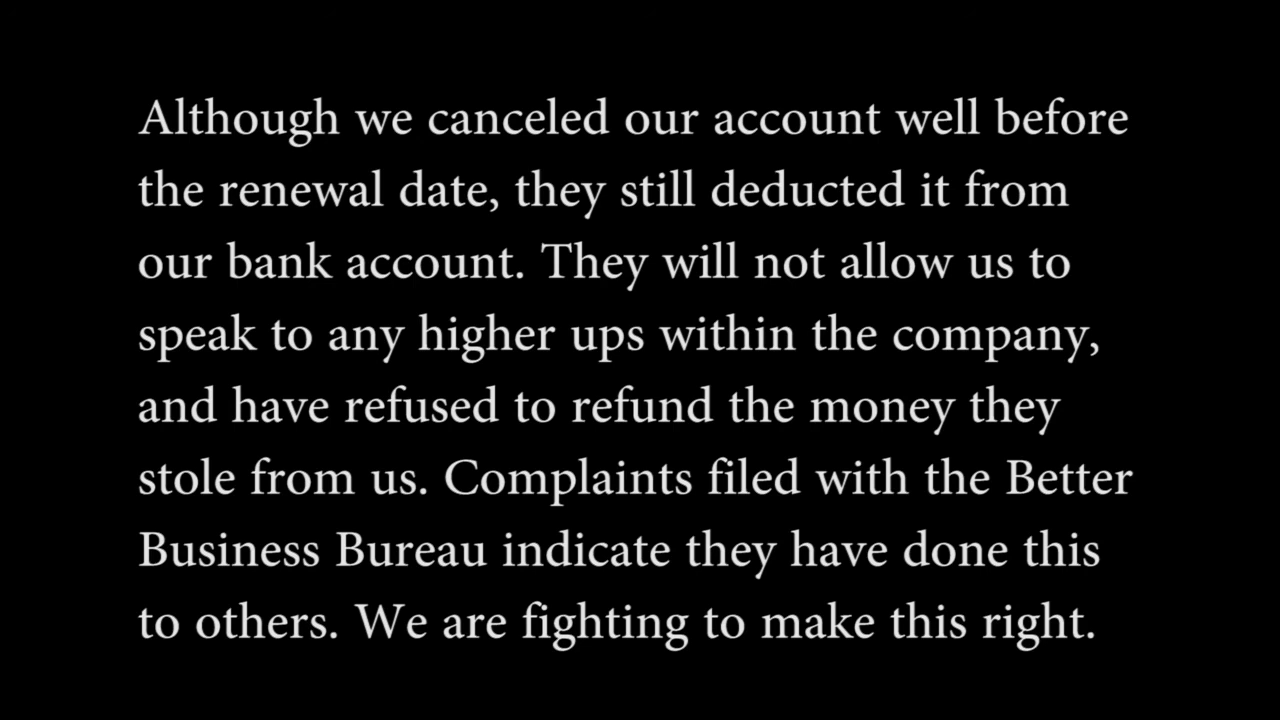 Although we canceled our account well before
the renewal date, they still deducted it from
our bank account. They will not allow us to
speak to any higher ups within the company,
and have refused to refund the money they
stole from us. Complaints filed with the Better
Business Bureau indicate they have done this
to others. We are fighting to make this right.